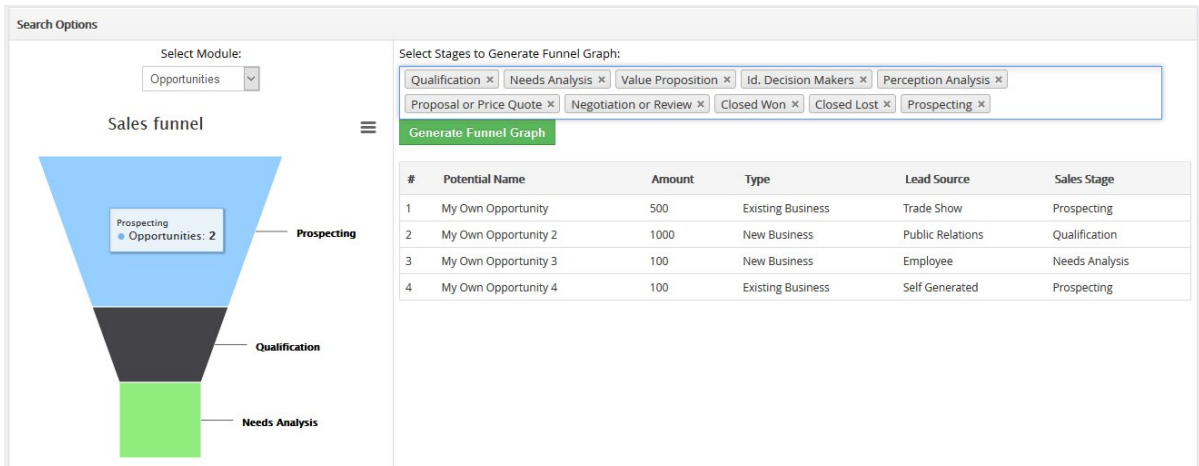 Search Options
Select Module:
Opportunities
Sales funnel
Prospecting
Opportunities: 2
Prospecting
Qualification
Needs Analysis
Select Stages to Generate Funnel Graph:
Qualification × Needs Analysis × Value Proposition × Id. Decision Makers × Perception Analysis ×
Proposal or Price Quote × Negotiation or Review × Closed Won × Closed Lost × Prospecting ×
Generate Funnel Graph
# Potential Name Amount Type Lead Source Sales Stage
1 My Own Opportunity 500 Existing Business Trade Show Prospecting
2 My Own Opportunity 2 1000 New Business Public Relations Qualification
3 My Own Opportunity 3 100 New Business Employee Needs Analysis
4 My Own Opportunity 4 100 Existing Business Self Generated Prospecting